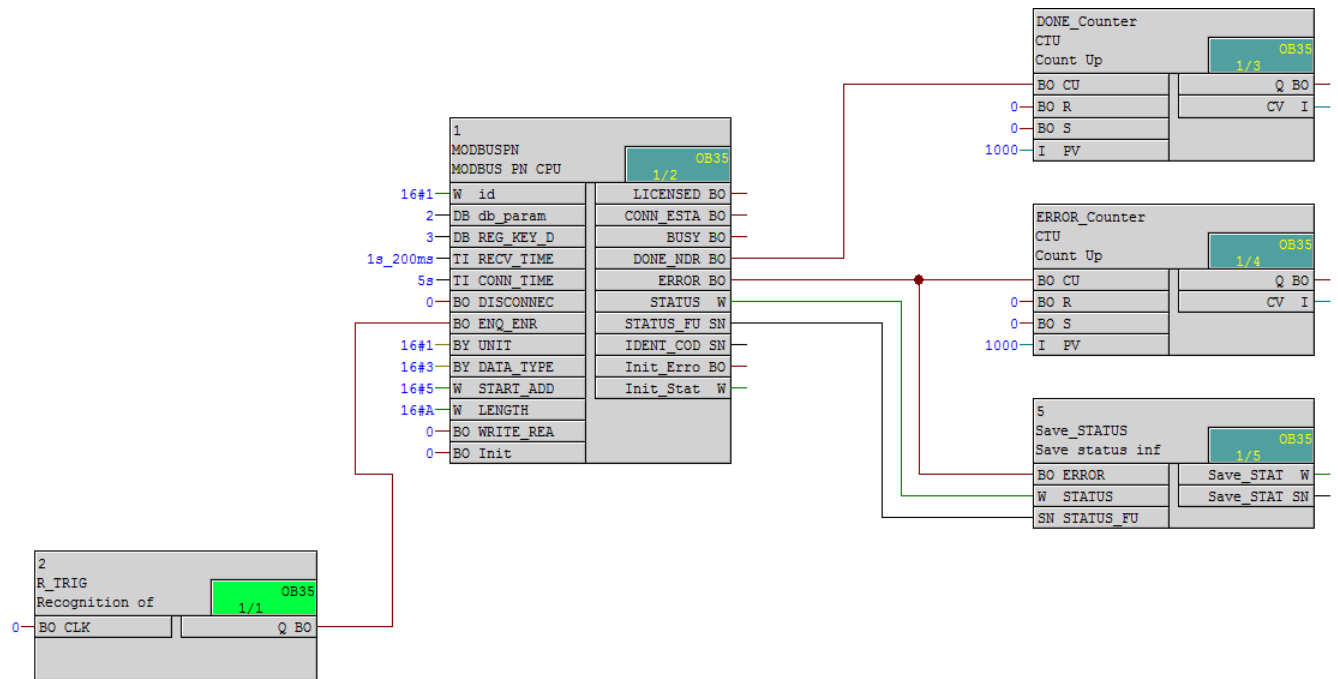 DONE_Counter
CTU
Count Up
OB35
1/3
BO CU
Q BO
0
BO R
CV I
0
BO S
1000
I PV
1
MODBUSPN
MODBUS PN CPU
OB35
1/2
16#1
W id
LICENSED BO
2
DB db_param
CONN_ESTA BO
3
DB REG_KEY_D
BUSY BO
1s_200ms
TI RECV_TIME
DONE_NDR BO
5s
TI CONN_TIME
ERROR BO
0
BO DISCONNEC
STATUS W
BO ENQ_ENR
STATUS_FU SN
16#1
BY UNIT
IDENT_COD SN
16#3
BY DATA_TYPE
Init_Erro BO
16#5
W START_ADD
Init_Stat W
16#A
W LENGTH
0
BO WRITE_REA
0
BO Init
ERROR_Counter
CTU
Count Up
OB35
1/4
BO CU
Q BO
0
BO R
CV I
0
BO S
1000
I PV
5
Save_STATUS
Save status inf
OB35
1/5
BO ERROR
Save_STAT W
W STATUS
Save_STAT SN
SN STATUS_FU
2
R_TRIG
Recognition of
OB35
1/1
0
BO CLK
Q BO